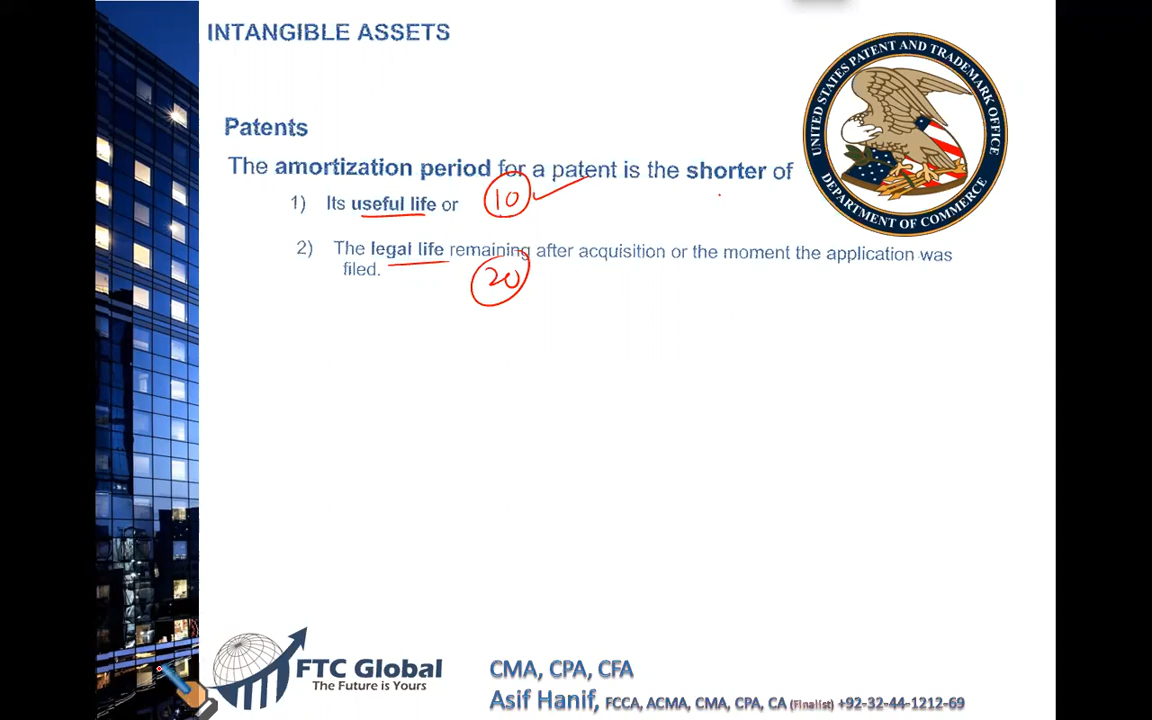 INTANGIBLE ASSETS
UNITED STATES PATENT AND TRADEMARK OFFICE
DEPARTMENT OF COMMERCE
Patents
The amortization period for a patent is the shorter of
1) Its useful life or 10
2) The legal life remaining after acquisition or the moment the application was
filed. 20
FTC Global
The Future is Yours
CMA, CPA, CFA
Asif Hanif, FCCA, ACMA, CMA, CPA, CA (Finalist) +92-32-44-1212-69